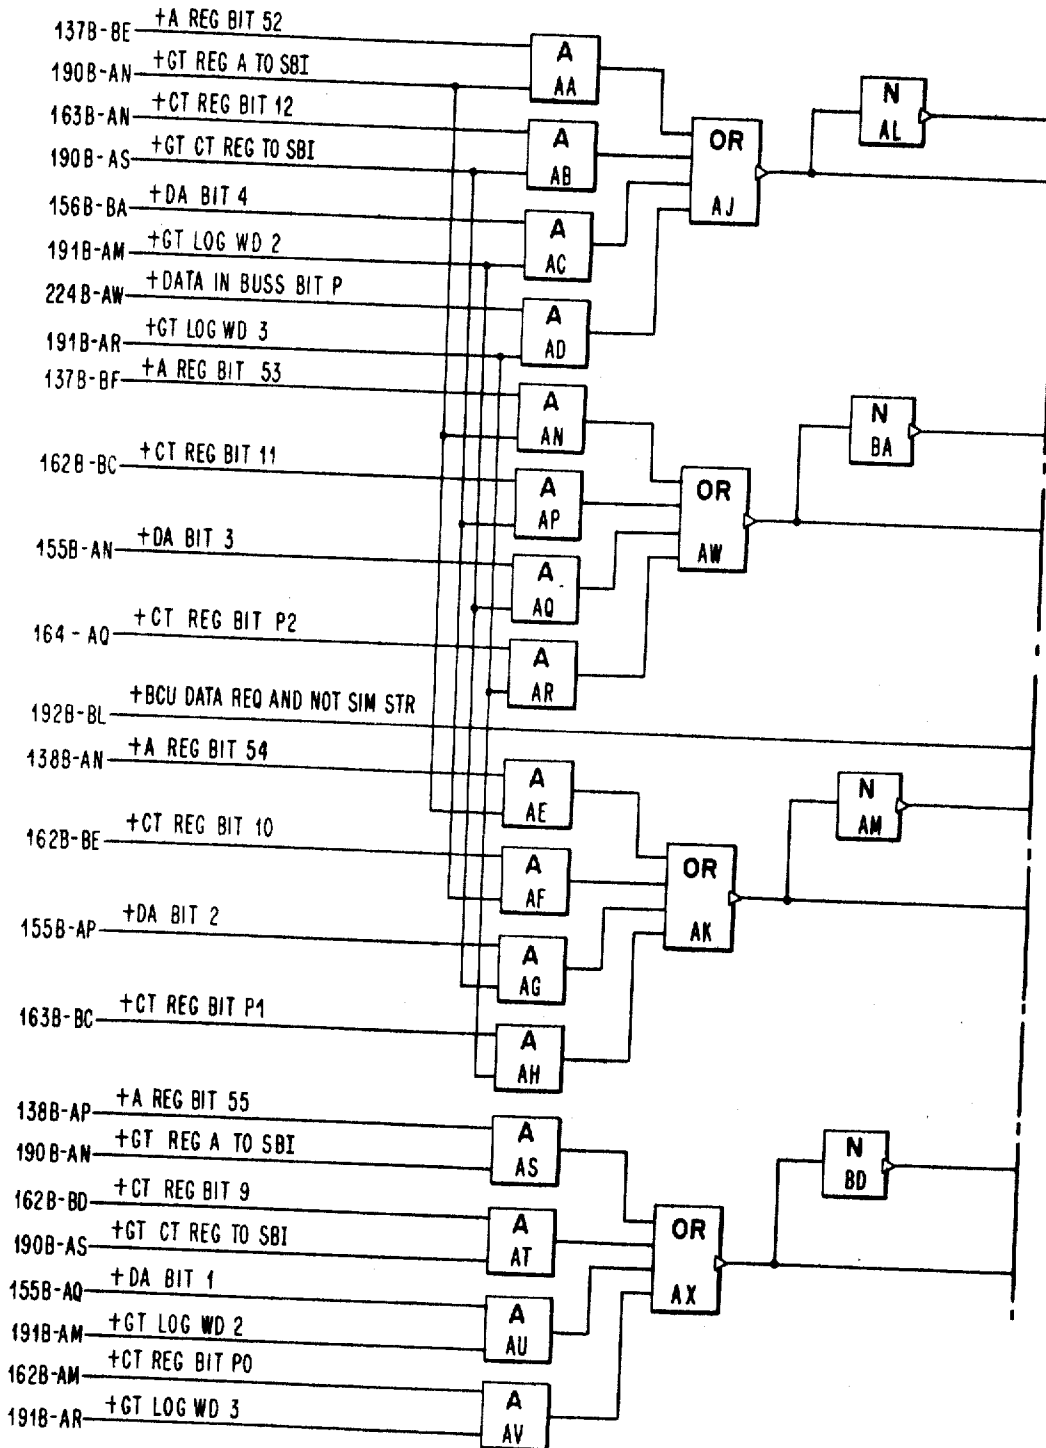 137B-BE +A REG BIT 52
190B-AN +GT REG A TO SBI
163B-AN +CT REG BIT 12
190B-AS +GT CT REG TO SBI
156B-BA +DA BIT 4
191B-AM +GT LOG WD 2
224B-AW +DATA IN BUSS BIT P
191B-AR +GT LOG WD 3
A AA
A AB
A AC
A AD
OR AJ
N AL
137B-BF +A REG BIT 53
162B-BC +CT REG BIT 11
155B-AN +DA BIT 3
164-AQ +CT REG BIT P2
A AN
A AP
A AQ
A AR
OR AW
N BA
192B-BL +BCU DATA REQ AND NOT SIM STR
138B-AN +A REG BIT 54
162B-BE +CT REG BIT 10
155B-AP +DA BIT 2
163B-BC +CT REG BIT P1
A AE
A AF
A AG
A AH
OR AK
N AM
138B-AP +A REG BIT 55
190B-AN +GT REG A TO SBI
162B-BD +CT REG BIT 9
190B-AS +GT CT REG TO SBI
155B-AQ +DA BIT 1
191B-AM +GT LOG WD 2
162B-AM +CT REG BIT P0
191B-AR +GT LOG WD 3
A AS
A AT
A AU
A AV
OR AX
N BD